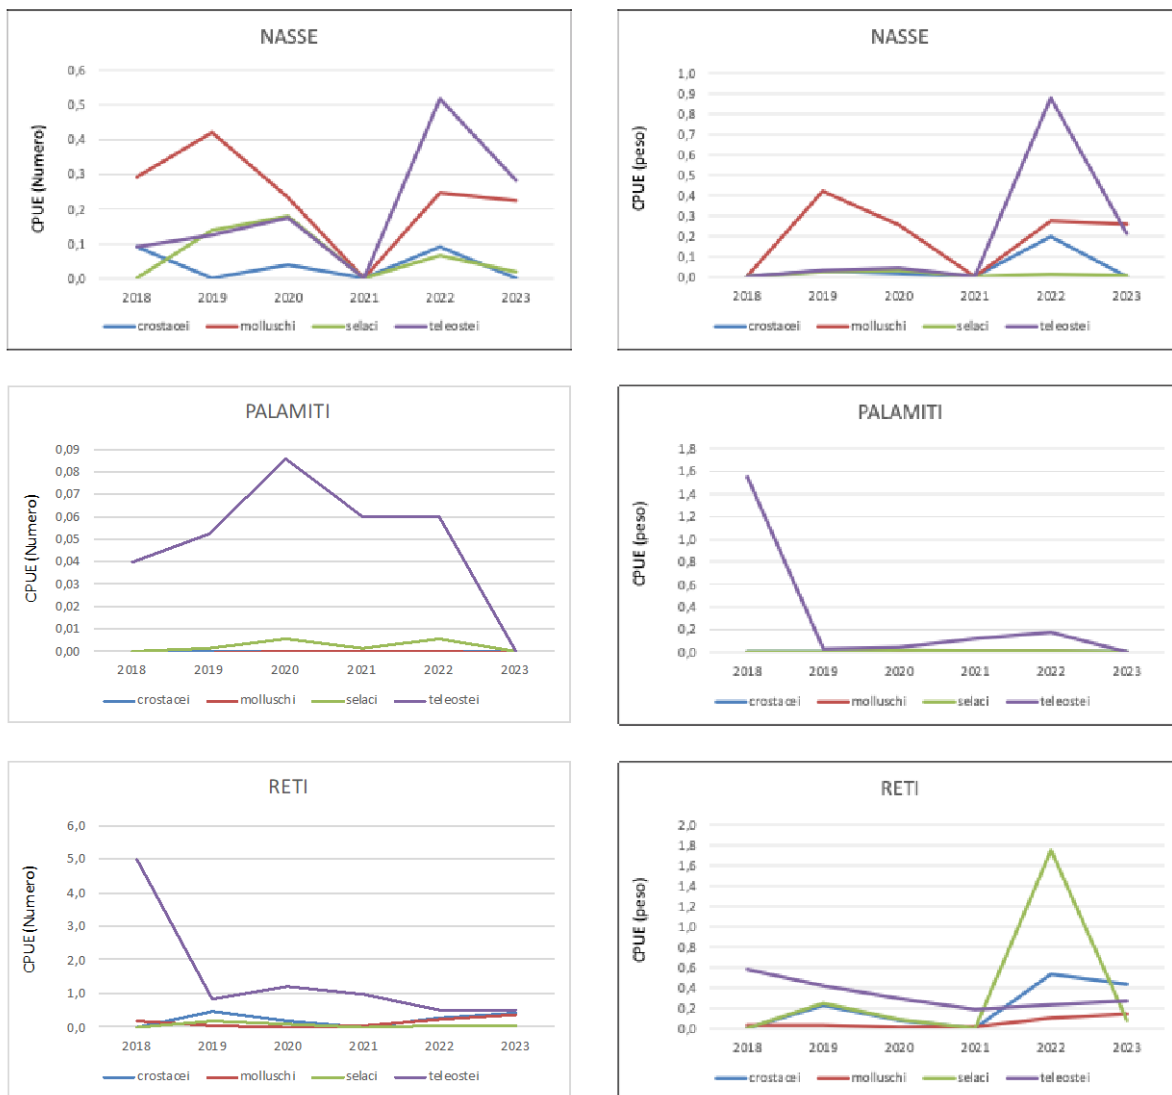 NASSE
CPUE (Numero)
0,6
0,5
0,4
0,3
0,2
0,1
0,0
2018 2019 2020 2021 2022 2023
crostacei molluschi selaci teleostei
NASSE
CPUE (peso)
1,0
0,9
0,8
0,7
0,6
0,5
0,4
0,3
0,2
0,1
0,0
2018 2019 2020 2021 2022 2023
crostacei molluschi selaci teleostei
PALAMITI
CPUE (Numero)
0,09
0,08
0,07
0,06
0,05
0,04
0,03
0,02
0,01
0,00
2018 2019 2020 2021 2022 2023
crostacei molluschi selaci teleostei
PALAMITI
CPUE (peso)
1,8
1,6
1,4
1,2
1,0
0,8
0,6
0,4
0,2
0,0
2018 2019 2020 2021 2022 2023
crostacei molluschi selaci teleostei
RETI
CPUE (Numero)
6,0
5,0
4,0
3,0
2,0
1,0
0,0
2018 2019 2020 2021 2022 2023
crostacei molluschi selaci teleostei
RETI
CPUE (peso)
2,0
1,8
1,6
1,4
1,2
1,0
0,8
0,6
0,4
0,2
0,0
2018 2019 2020 2021 2022 2023
crostacei molluschi selaci teleostei